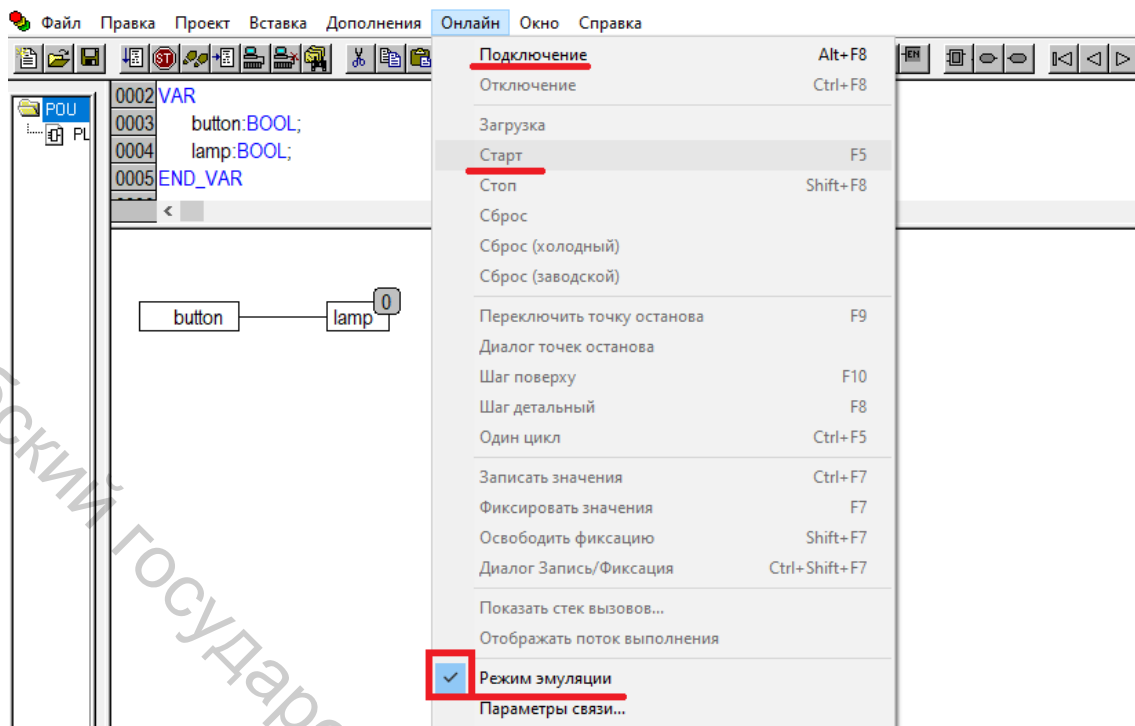 Файл Правка Проект Вставка Дополнения Онлайн Окно Справка
Подключение Alt+F8
Отключение Ctrl+F8
Загрузка
Старт F5
Стоп Shift+F8
Сброс
Сброс (холодный)
Сброс (заводской)
Переключить точку останова F9
Диалог точек останова
Шаг поверху F10
Шаг детальный F8
Один цикл Ctrl+F5
Записать значения Ctrl+F7
Фиксировать значения F7
Освободить фиксацию Shift+F7
Диалог Запись/Фиксация Ctrl+Shift+F7
Показать стек вызовов...
Отображать поток выполнения
Режим эмуляции
Параметры связи...
POU
PL
0002 VAR
0003 button:BOOL;
0004 lamp:BOOL;
0005 END_VAR
button
lamp
0
EN